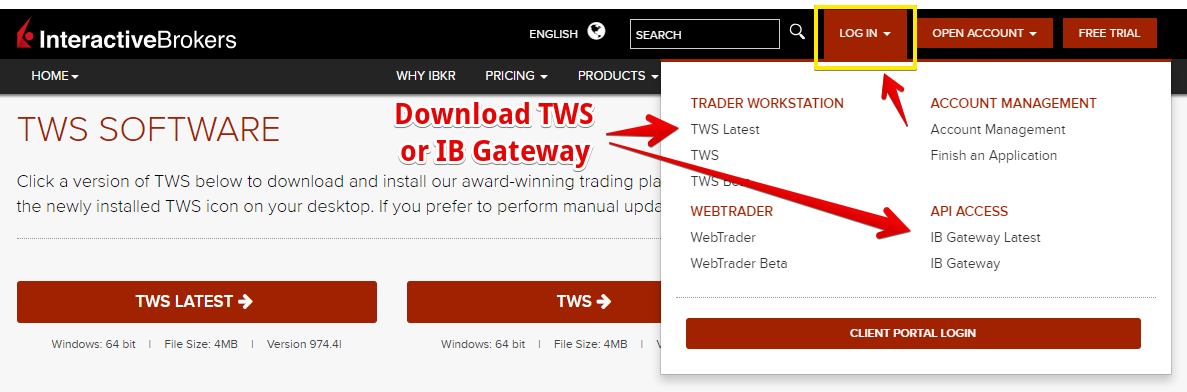 InteractiveBrokers
ENGLISH
SEARCH
LOG IN
OPEN ACCOUNT
FREE TRIAL
HOME
WHY IBKR
PRICING
PRODUCTS
TWS SOFTWARE
Download TWS
or IB Gateway
Click a version of TWS below to download and install our award-winning trading pla
the newly installed TWS icon on your desktop. If you prefer to perform manual upda
TRADER WORKSTATION
TWS Latest
TWS
TWS Beta
WEBTRADER
WebTrader
WebTrader Beta
ACCOUNT MANAGEMENT
Account Management
Finish an Application
API ACCESS
IB Gateway Latest
IB Gateway
CLIENT PORTAL LOGIN
TWS LATEST
Windows: 64 bit | File Size: 4MB | Version 974.4l
TWS
Windows: 64 bit | File Size: 4MB | V